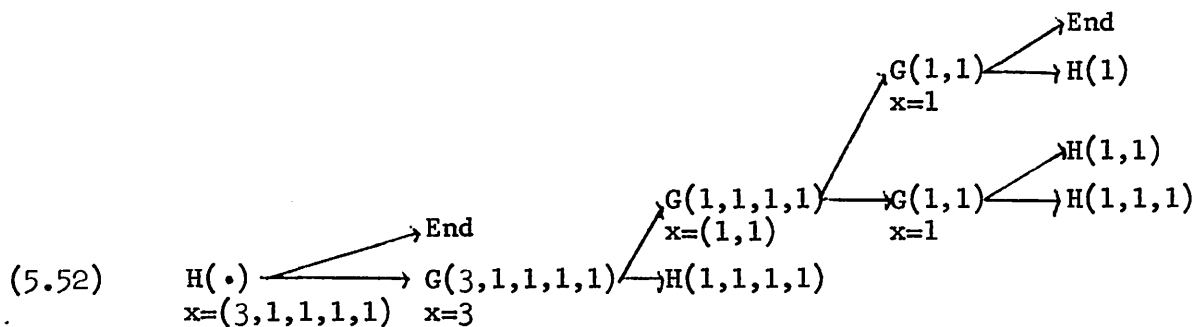 End
G(1,1) H(1)
x=1
H(1,1)
G(1,1,1,1) G(1,1) H(1,1,1)
x=(1,1) x=1
End
(5.52) H(•) G(3,1,1,1,1) H(1,1,1,1)
x=(3,1,1,1,1) x=3